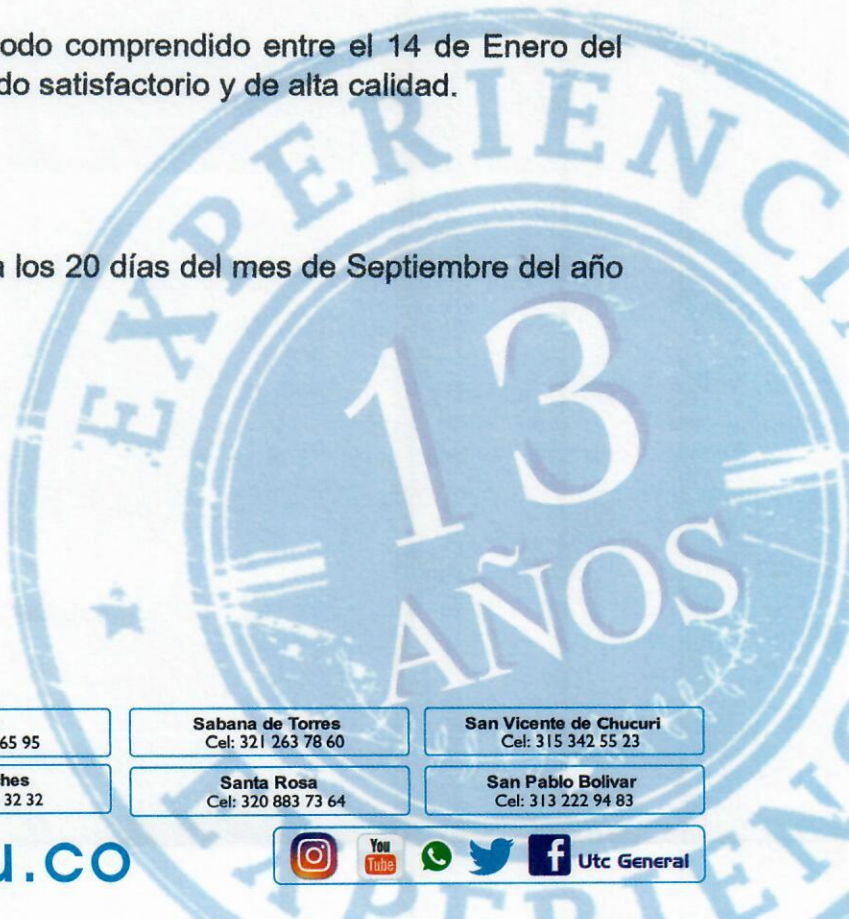 odo comprendido entre el 14 de Enero del
do satisfactorio y de alta calidad.
a los 20 días del mes de Septiembre del año
EXPERIENCIA
13
AÑOS
65 95
Sabana de Torres
Cel: 321 263 78 60
San Vicente de Chucuri
Cel: 315 342 55 23
hes
32 32
Santa Rosa
Cel: 320 883 73 64
San Pablo Bolivar
Cel: 313 222 94 83
u.co
You
Tube
Utc General